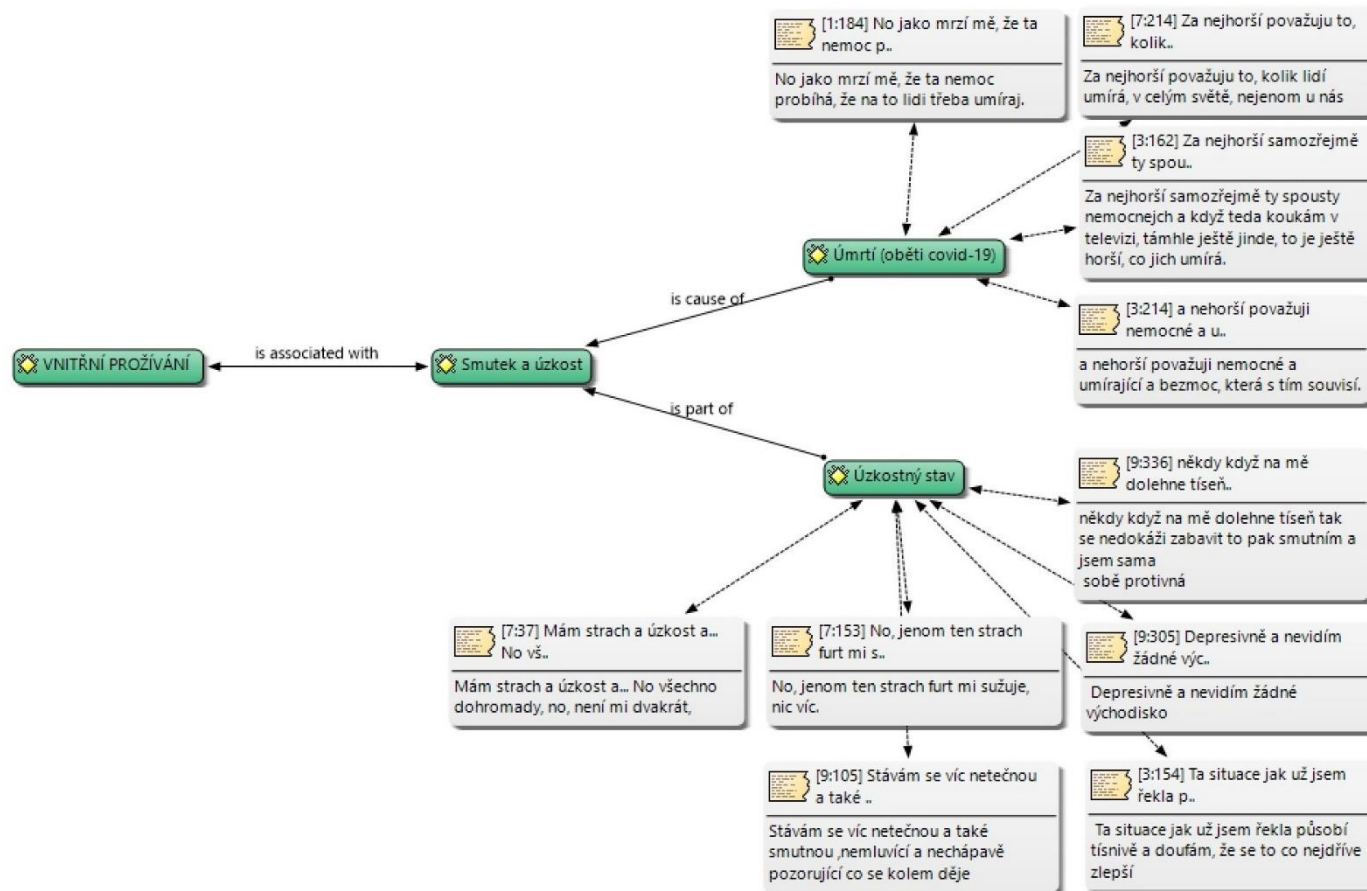 [1:184] No jako mrzí mě, že ta
nemoc p..
No jako mrzí mě, že ta nemoc
probíhá, že na to lidi třeba umíraj.
[7:214] Za nejhorší považuju to,
kolik..
Za nejhorší považuju to, kolik lidí
umírá, v celým světě, nejenom u nás
[3:162] Za nejhorší samozřejmě
ty spou..
Za nejhorší samozřejmě ty spousty
nemocnejch a když teda koukám v
televizi, támhle ještě jinde, to je ještě
horší, co jich umírá.
Úmrtí (oběti covid-19)
is cause of
[3:214] a nehorší považuji
nemocné a u..
a nehorší považuji nemocné a
umírající a bezmoc, která s tím souvisí.
VNITŘNÍ PROŽÍVÁNÍ
is associated with
Smutek a úzkost
is part of
Úzkostný stav
[9:336] někdy když na mě
dolehne tíseň..
někdy když na mě dolehne tíseň tak
se nedokáži zabavit to pak smutním a
jsem sama
sobě protivná
[7:37] Mám strach a úzkost a...
No vš..
Mám strach a úzkost a... No všechno
dohromady, no, není mi dvakrát,
[7:153] No, jenom ten strach
furt mi s..
No, jenom ten strach furt mi sužuje,
nic víc.
[9:305] Depresivně a nevidím
žádné výc..
Depresivně a nevidím žádné
východisko
[9:105] Stávám se víc netečnou
a také ..
Stávám se víc netečnou a také
smutnou ,nemluvící a nechápavě
pozorující co se kolem děje
[3:154] Ta situace jak už jsem
řekla p..
Ta situace jak už jsem řekla působí
tísnivě a doufám, že se to co nejdříve
zlepší